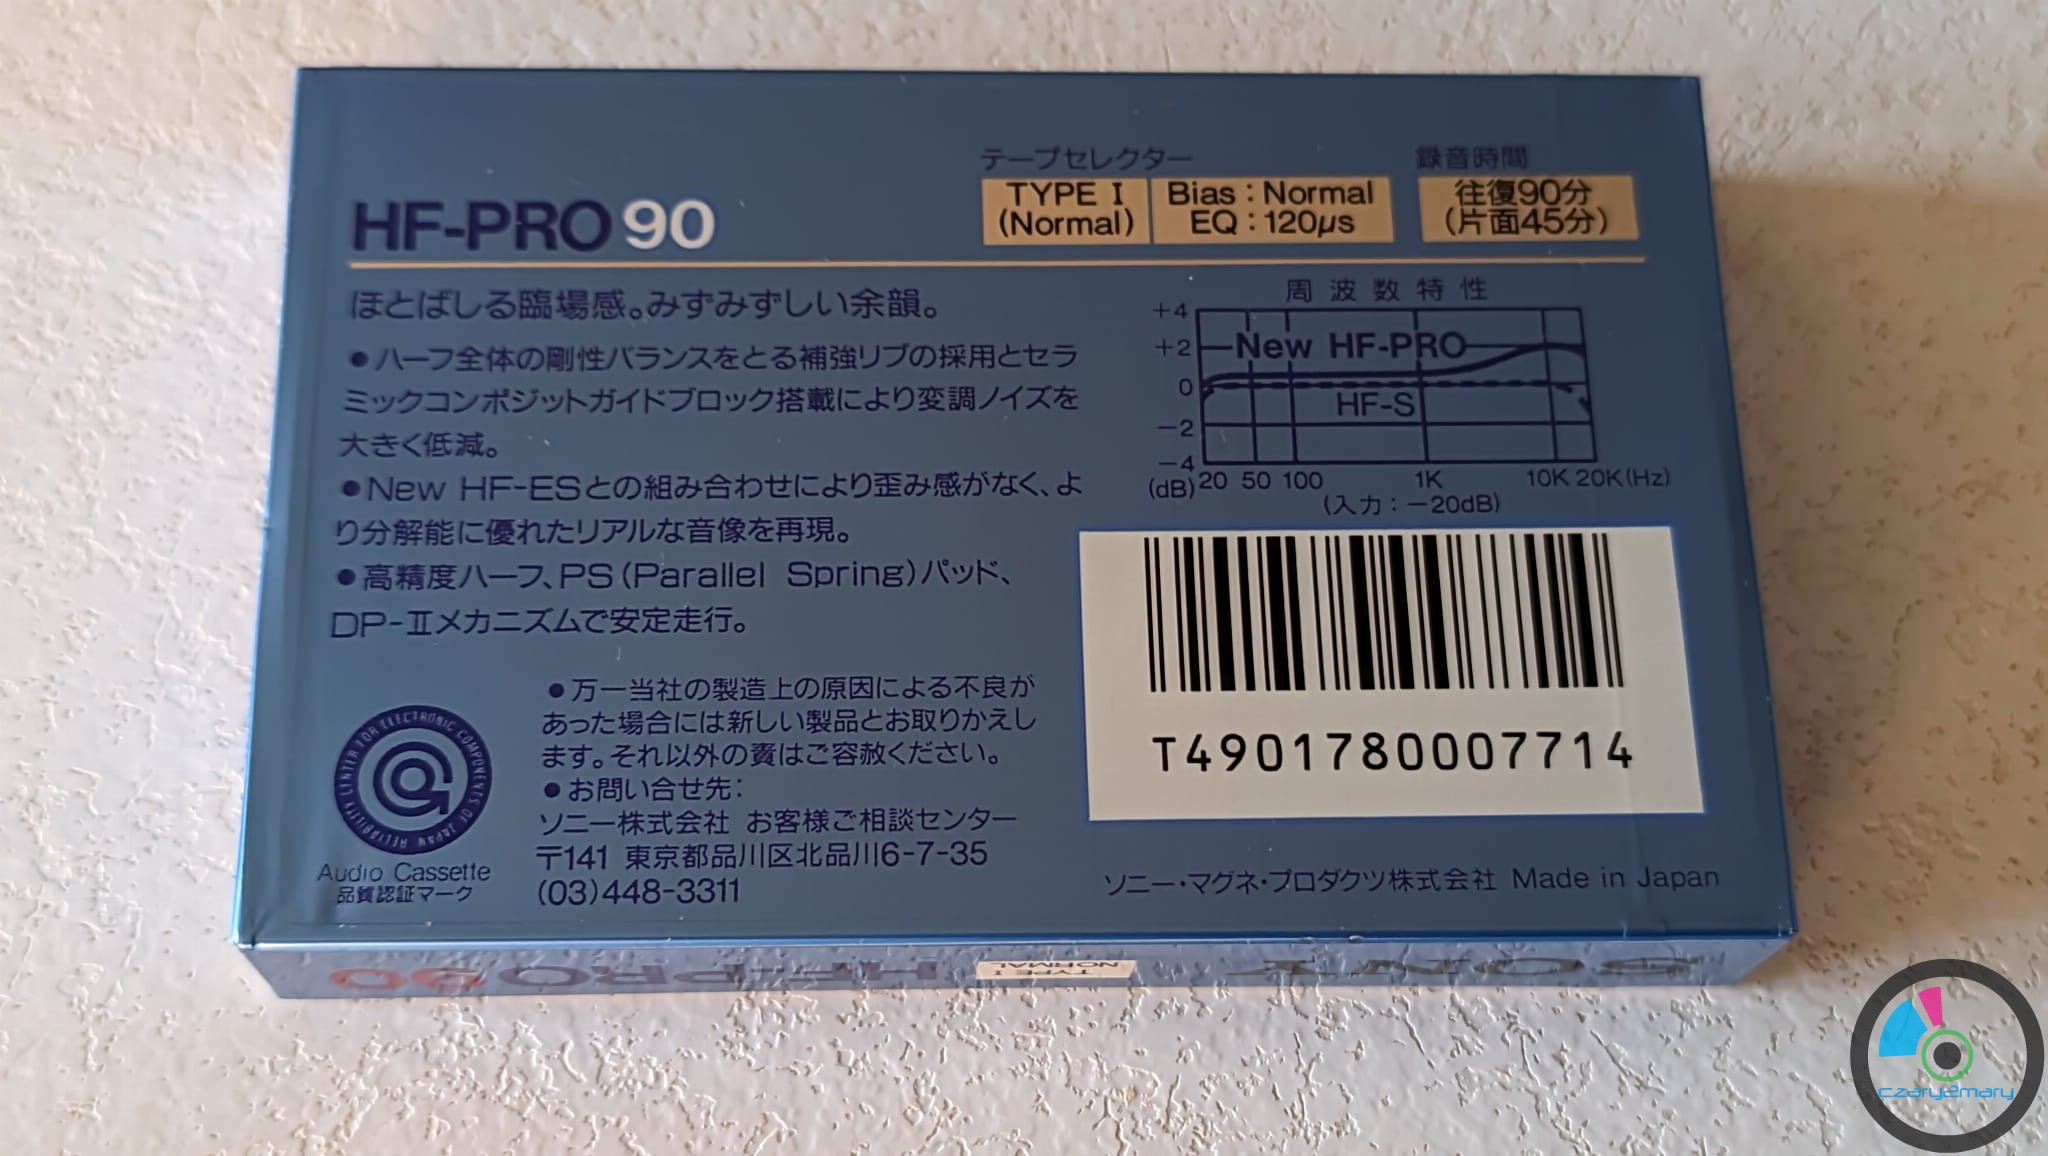 テープセレクター
録音時間
HF-PRO 90
TYPE I
(Normal)
Bias : Normal
EQ : 120μs
往復90分
(片面45分)
ほとばしる臨場感。みずみずしい余韻。
●ハーフ全体の剛性バランスをとる補強リブの採用とセラ
ミックコンポジットガイドブロック搭載により変調ノイズを
大きく低減。
●New HF-ESとの組み合わせにより歪み感がなく、よ
り分解能に優れたリアルな音像を再現。
●高精度ハーフ、PS(Parallel Spring)パッド、
DP-Ⅱメカニズムで安定走行。
周波数特性
+4
+2
0
−2
−4
New HF-PRO
HF-S
(dB) 20 50 100 1K 10K 20K(Hz)
(入力：−20dB)
●万一当社の製造上の原因による不良が
あった場合には新しい製品とお取りかえし
ます。それ以外の責はご容赦ください。
●お問い合せ先：
ソニー株式会社 お客様ご相談センター
〒141 東京都品川区北品川6-7-35
(03)448-3311
RELIABILITY CENTER FOR ELECTRONIC COMPONENTS OF JAPAN
Audio Cassette
品質認証マーク
T4901780007714
ソニー・マグネ・プロダクツ株式会社 Made in Japan
SONY
TYPE I
NORMAL
HF-PRO 90
czary2mary